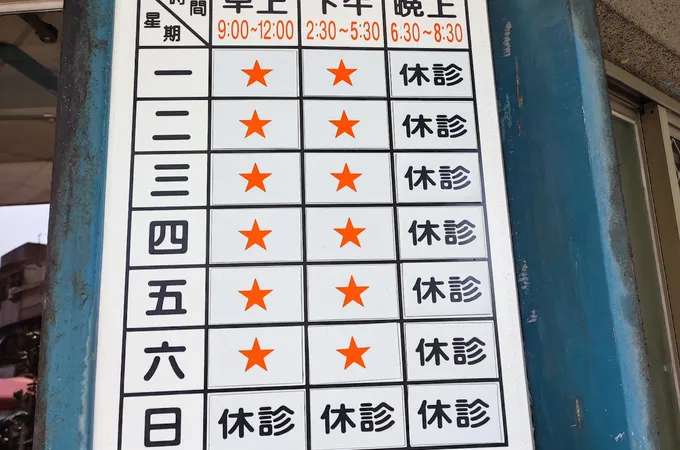 時間 早上 下午 晚上
星期 9:00~12:00 2:30~5:30 6:30~8:30
一 ★ ★ 休診
二 ★ ★ 休診
三 ★ ★ 休診
四 ★ ★ 休診
五 ★ ★ 休診
六 ★ ★ 休診
日 休診 休診 休診